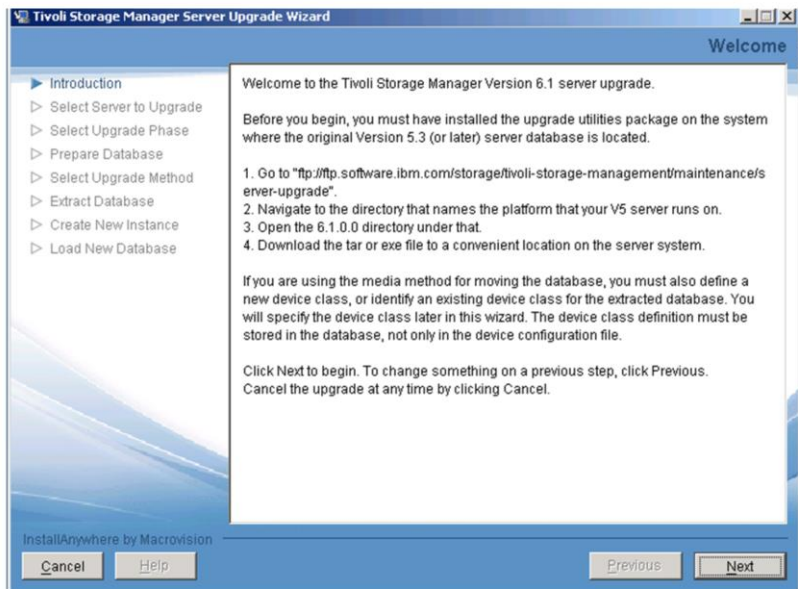 Tivoli Storage Manager Server Upgrade Wizard
Welcome
Introduction
Select Server to Upgrade
Select Upgrade Phase
Prepare Database
Select Upgrade Method
Extract Database
Create New Instance
Load New Database
Welcome to the Tivoli Storage Manager Version 6.1 server upgrade.
Before you begin, you must have installed the upgrade utilities package on the system
where the original Version 5.3 (or later) server database is located.
1. Go to "ftp://ftp.software.ibm.com/storage/tivoli-storage-management/maintenance/s
erver-upgrade".
2. Navigate to the directory that names the platform that your V5 server runs on.
3. Open the 6.1.0.0 directory under that.
4. Download the tar or exe file to a convenient location on the server system.
If you are using the media method for moving the database, you must also define a
new device class, or identify an existing device class for the extracted database. You
will specify the device class later in this wizard. The device class definition must be
stored in the database, not only in the device configuration file.
Click Next to begin. To change something on a previous step, click Previous.
Cancel the upgrade at any time by clicking Cancel.
InstallAnywhere by Macrovision
Cancel
Help
Previous
Next